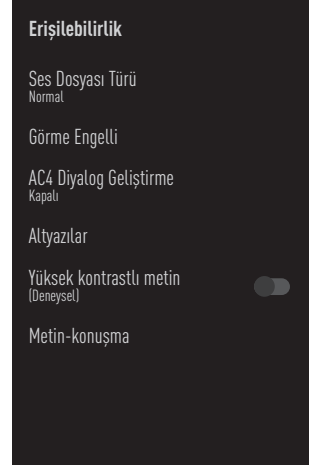 Erişilebilirlik
Ses Dosyası Türü
Normal
Görme Engelli
AC4 Diyalog Geliştirme
Kapalı
Altyazılar
Yüksek kontrastlı metin
(Deneysel)
Metin-konuşma